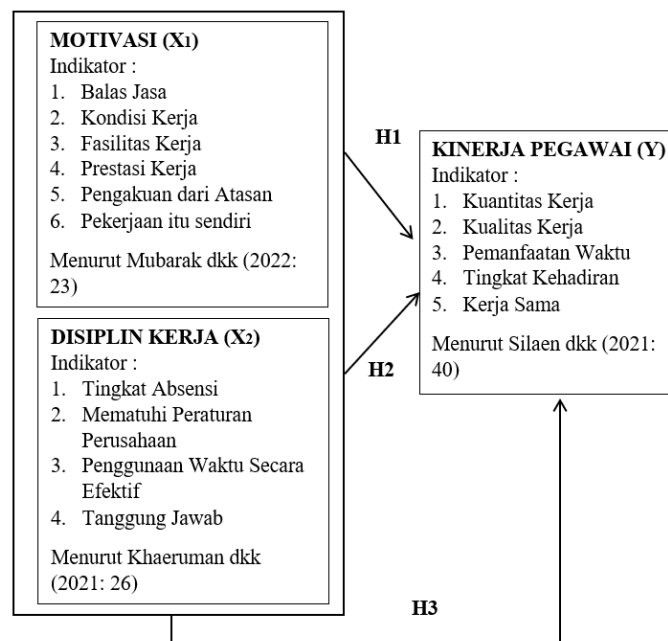 MOTIVASI (X1)
Indikator :
1. Balas Jasa
2. Kondisi Kerja
3. Fasilitas Kerja
4. Prestasi Kerja
5. Pengakuan dari Atasan
6. Pekerjaan itu sendiri
Menurut Mubarak dkk (2022:
23)
DISIPLIN KERJA (X2)
Indikator :
1. Tingkat Absensi
2. Mematuhi Peraturan
Perusahaan
3. Penggunaan Waktu Secara
Efektif
4. Tanggung Jawab
Menurut Khaeruman dkk
(2021: 26)
H1
H2
KINERJA PEGAWAI (Y)
Indikator :
1. Kuantitas Kerja
2. Kualitas Kerja
3. Pemanfaatan Waktu
4. Tingkat Kehadiran
5. Kerja Sama
Menurut Silaen dkk (2021:
40)
H3